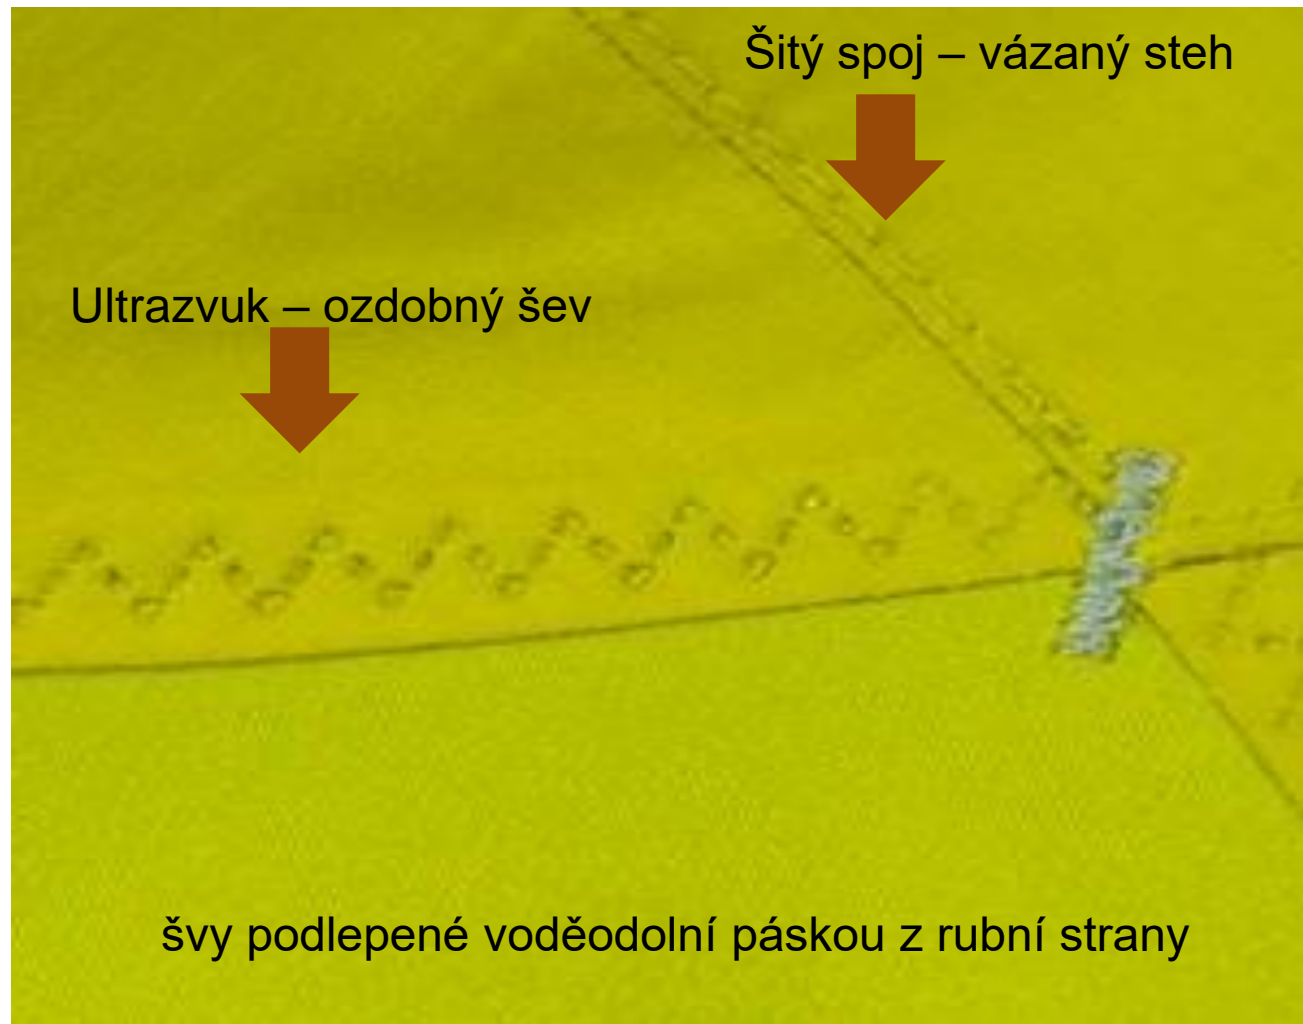 Šitý spoj – vázaný steh
Ultrazvuk – ozdobný šev
švy podlepené voděodolní páskou z rubní strany